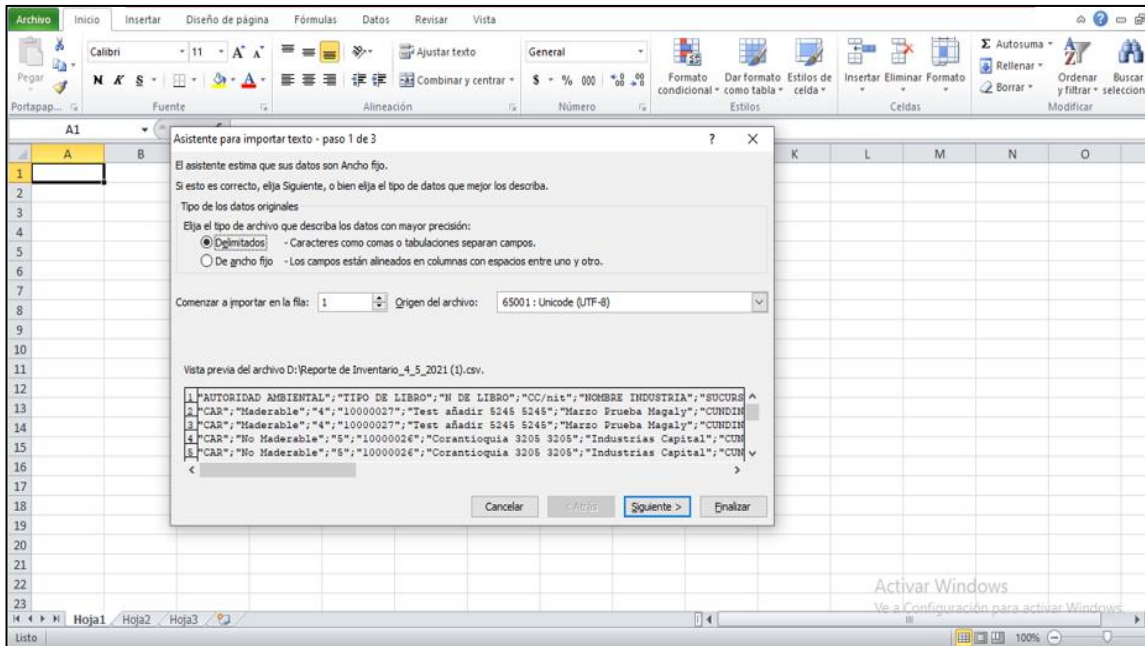 Archivo Inicio Insertar Diseño de página Fórmulas Datos Revisar Vista
Calibri 11 A A Ajustar texto General Σ Autosuma
Pegar N K S A Combinar y centrar $ % 000 Formato condicional Dar formato como tabla Estilos de celda Insertar Eliminar Formato Rellenar Borrar Ordenar y filtrar Buscar seleccion
Portapap... Fuente Alineación Número Estilos Celdas Modificar
A1
A B K L M N O
Asistente para importar texto - paso 1 de 3 ? X
El asistente estima que sus datos son Ancho fijo.
Si esto es correcto, elija Siguiente, o bien elija el tipo de datos que mejor los describa.
Tipo de los datos originales
Elija el tipo de archivo que describa los datos con mayor precisión:
Delimitados - Caracteres como comas o tabulaciones separan campos.
De ancho fijo - Los campos están alineados en columnas con espacios entre uno y otro.
Comenzar a importar en la fila: 1 Origen del archivo: 65001 : Unicode (UTF-8)
Vista previa del archivo D:\Reporte de Inventario_4_5_2021 (1).csv.
1 "AUTORIDAD AMBIENTAL";"TIPO DE LIBRO";"N DE LIBRO";"CC/nit";"NOMBRE INDUSTRIA";"SUCURS
2 "CAR";"Maderable";"4";"10000027";"Test añadir 5245 5245";"Marzo Prueba Magaly";"CUNDIN
3 "CAR";"Maderable";"4";"10000027";"Test añadir 5245 5245";"Marzo Prueba Magaly";"CUNDIN
4 "CAR";"No Maderable";"5";"10000026";"Corantioquia 3205 3205";"Industrias Capital";"CUN
5 "CAR";"No Maderable";"5";"10000026";"Corantioquia 3205 3205";"Industrias Capital";"CUN
Cancelar < Atrás Siguiente > Finalizar
1
2
3
4
5
6
7
8
9
10
11
12
13
14
15
16
17
18
19
20
21
22
23
Activar Windows
Ve a Configuración para activar Windows.
Hoja1 Hoja2 Hoja3
Listo 100%